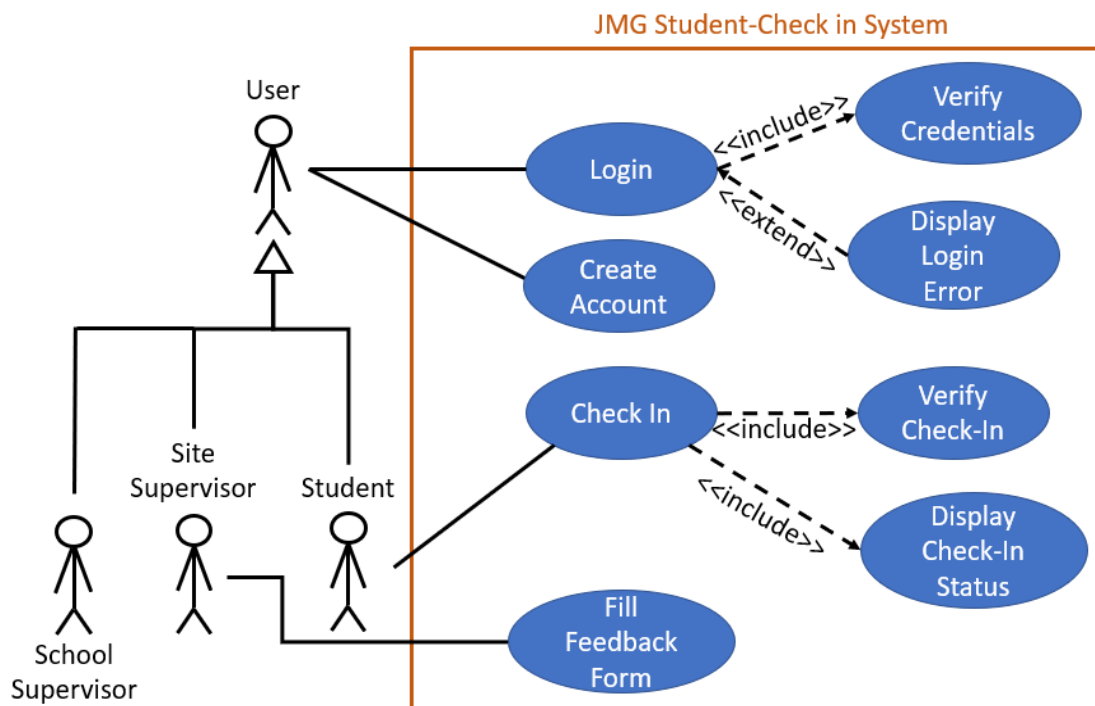 JMG Student-Check in System
User
Login
<<include>>
Verify
Credentials
<<extend>>
Display
Login
Error
Create
Account
Check In
<<include>>
Verify
Check-In
<<include>>
Display
Check-In
Status
Site
Supervisor
Student
School
Supervisor
Fill
Feedback
Form